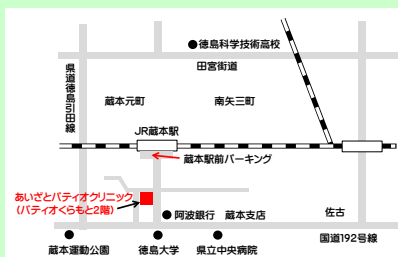 徳島科学技術高校
田宮街道
県道徳島引田線
蔵本元町
南矢三町
JR蔵本駅
蔵本駅前パーキング
あいざとパティオクリニック
(パティオくらもと2階)
阿波銀行 蔵本支店
佐古
国道192号線
蔵本運動公園
徳島大学
県立中央病院